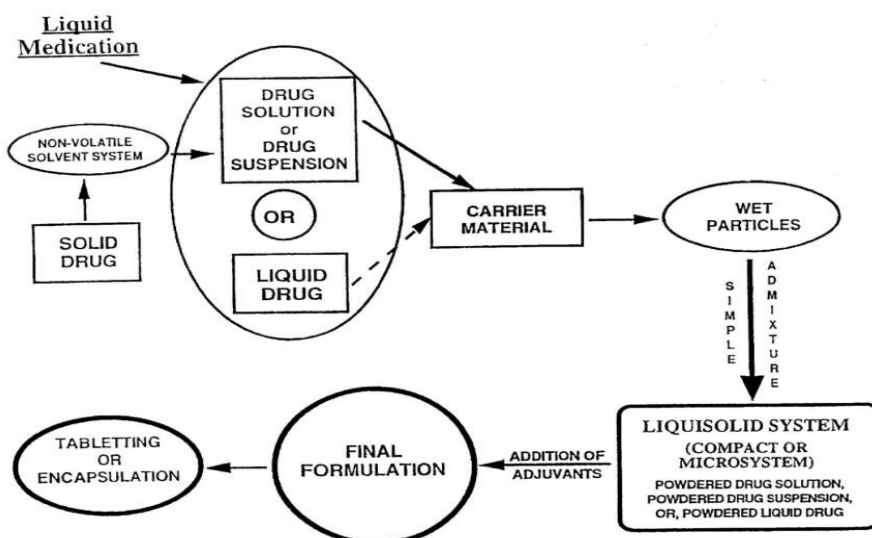 Liquid
Medication
DRUG
SOLUTION
or
DRUG
SUSPENSION
NON-VOLATILE
SOLVENT SYSTEM
SOLID
DRUG
OR
LIQUID
DRUG
CARRIER
MATERIAL
WET
PARTICLES
SIMPLE
ADMIXTURE
LIQUISOLID SYSTEM
(COMPACT OR
MICROSYSTEM)
POWDERED DRUG SOLUTION,
POWDERED DRUG SUSPENSION,
OR, POWDERED LIQUID DRUG
ADDITION OF
ADJUVANTS
FINAL
FORMULATION
TABLETTING
OR
ENCAPSULATION